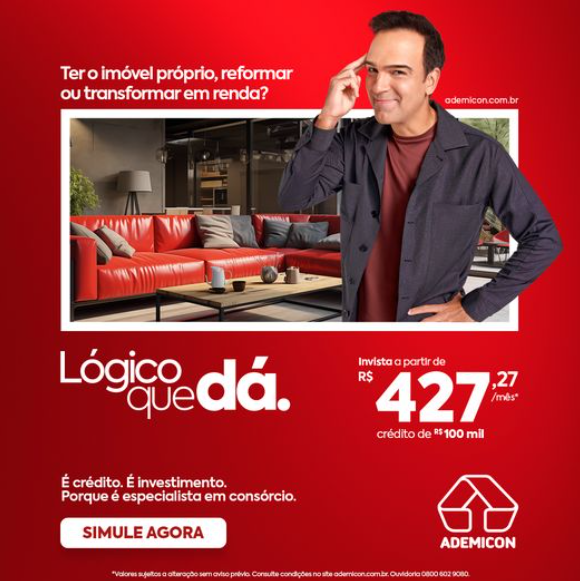 Ter o imóvel próprio, reformar
ou transformar em renda?
ademicon.com.br
Lógico
que dá.
Invista a partir de
R$ 427,27
/mês*
crédito de R$ 100 mil
É crédito. É investimento.
Porque é especialista em consórcio.
SIMULE AGORA
ADEMICON
*Valores sujeitos a alteração sem aviso prévio. Consulte condições no site ademicon.com.br. Ouvidoria 0800 602 9080.